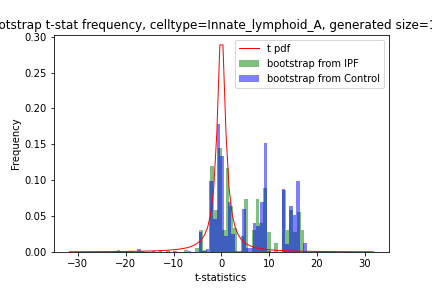 otstrap t-stat frequency, celltype=Innate_lymphoid_A, generated size=1
t pdf
bootstrap from IPF
bootstrap from Control
Frequency
0.30
0.25
0.20
0.15
0.10
0.05
0.00
−30 −20 −10 0 10 20 30
t-statistics